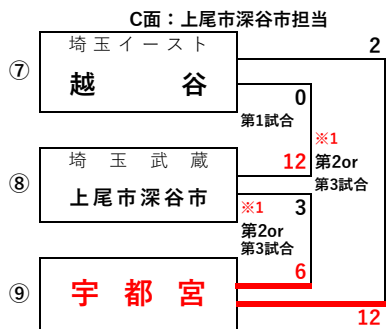 C面：上尾市深谷市担当
⑦
埼玉イースト
越 谷
2
0
第1試合
※1
第2or
第3試合
12
⑧
埼玉武蔵
上尾市深谷市
※1
3
第2or
第3試合
6
⑨
宇都宮
12